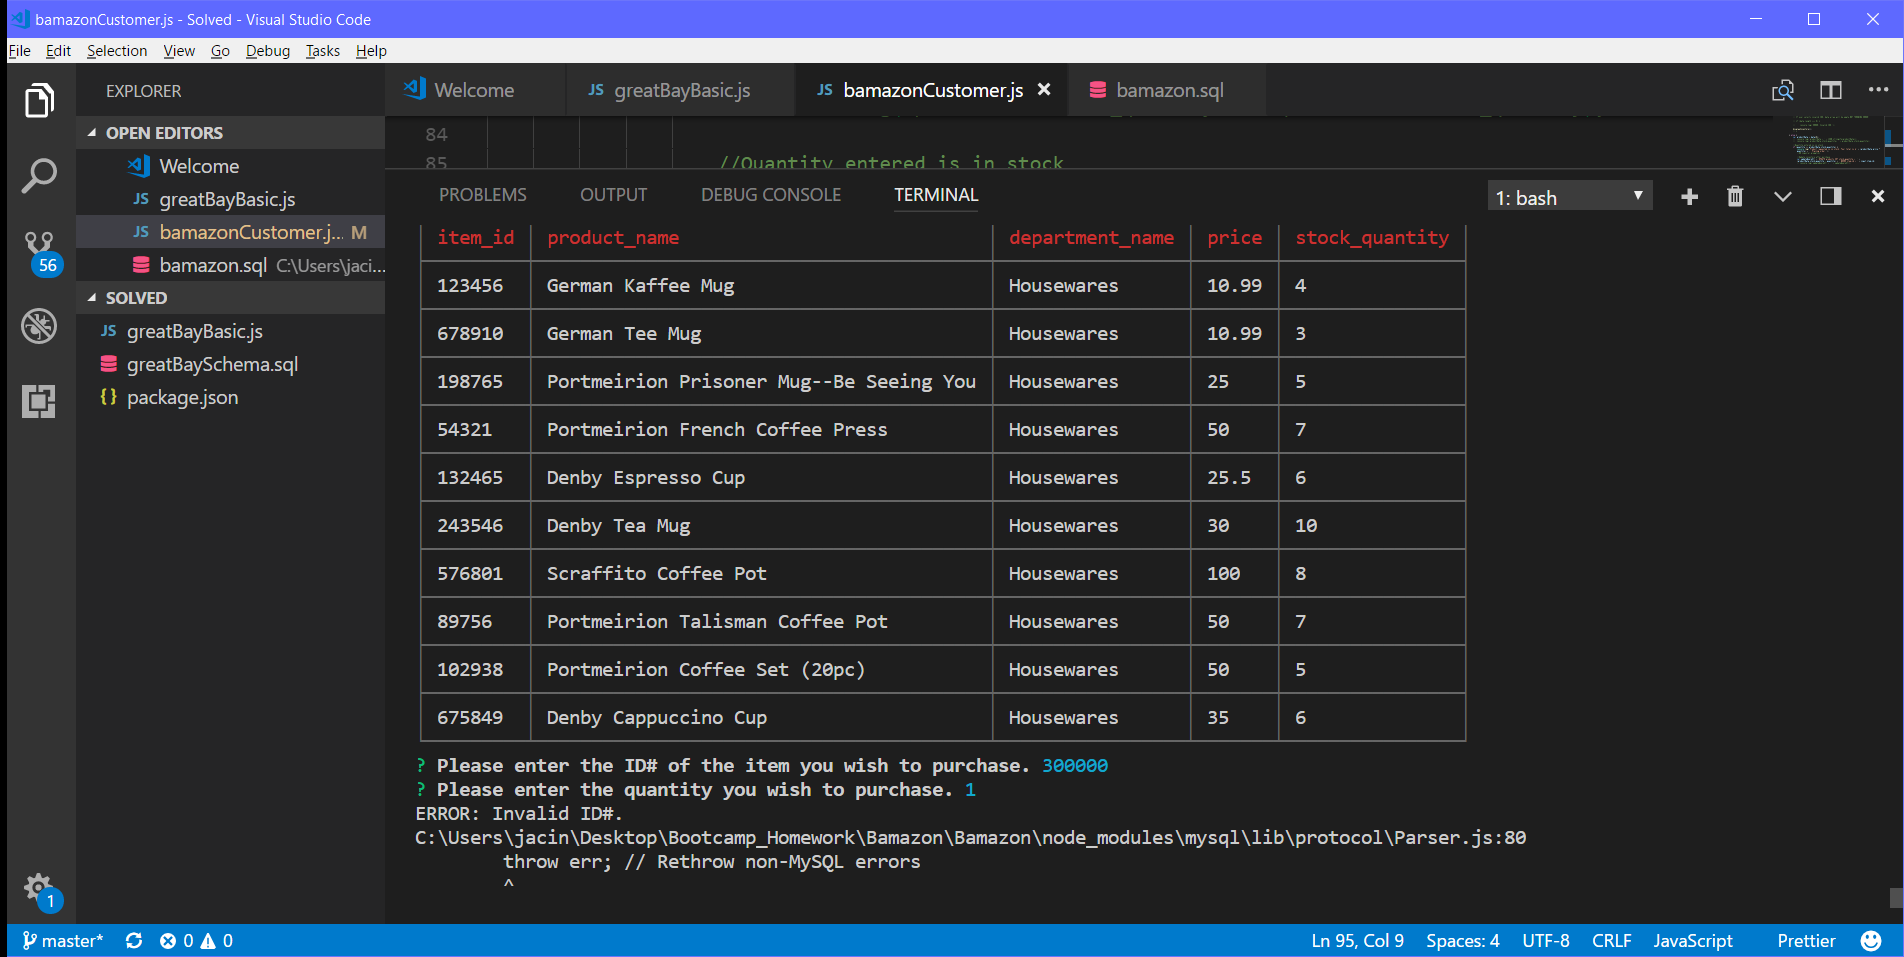 bamazonCustomer.js - Solved - Visual Studio Code
File Edit Selection View Go Debug Tasks Help
EXPLORER
OPEN EDITORS
Welcome
JS greatBayBasic.js
JS bamazonCustomer.j... M
bamazon.sql C:\Users\jaci...
SOLVED
JS greatBayBasic.js
greatBaySchema.sql
{} package.json
56
1
Welcome JS greatBayBasic.js JS bamazonCustomer.js bamazon.sql
84
85 //Quantity entered is in stock
PROBLEMS OUTPUT DEBUG CONSOLE TERMINAL 1: bash
item_id product_name department_name price stock_quantity
123456 German Kaffee Mug Housewares 10.99 4
678910 German Tee Mug Housewares 10.99 3
198765 Portmeirion Prisoner Mug--Be Seeing You Housewares 25 5
54321 Portmeirion French Coffee Press Housewares 50 7
132465 Denby Espresso Cup Housewares 25.5 6
243546 Denby Tea Mug Housewares 30 10
576801 Scraffito Coffee Pot Housewares 100 8
89756 Portmeirion Talisman Coffee Pot Housewares 50 7
102938 Portmeirion Coffee Set (20pc) Housewares 50 5
675849 Denby Cappuccino Cup Housewares 35 6
? Please enter the ID# of the item you wish to purchase. 300000
? Please enter the quantity you wish to purchase. 1
ERROR: Invalid ID#.
C:\Users\jacin\Desktop\Bootcamp_Homework\Bamazon\Bamazon\node_modules\mysql\lib\protocol\Parser.js:80
throw err; // Rethrow non-MySQL errors
^
master* 0 0 Ln 95, Col 9 Spaces: 4 UTF-8 CRLF JavaScript Prettier